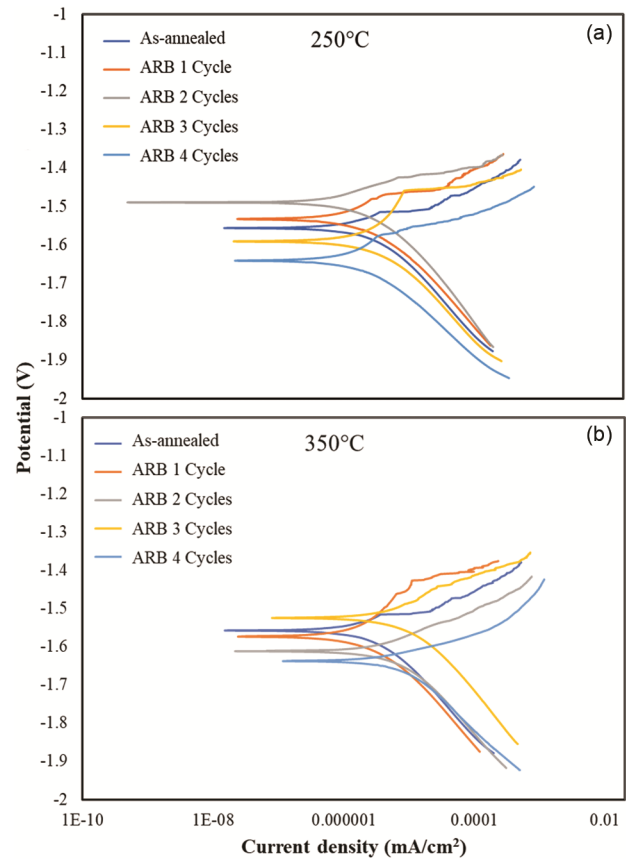 -1
250°C
(a)
As-annealed
ARB 1 Cycle
ARB 2 Cycles
ARB 3 Cycles
ARB 4 Cycles
-1.1
-1.2
-1.3
-1.4
-1.5
-1.6
-1.7
-1.8
-1.9
-2
Potential (V)
-1
350°C
(b)
As-annealed
ARB 1 Cycle
ARB 2 Cycles
ARB 3 Cycles
ARB 4 Cycles
-1.1
-1.2
-1.3
-1.4
-1.5
-1.6
-1.7
-1.8
-1.9
-2
1E-10 1E-08 0.000001 0.0001 0.01
Current density (mA/cm²)